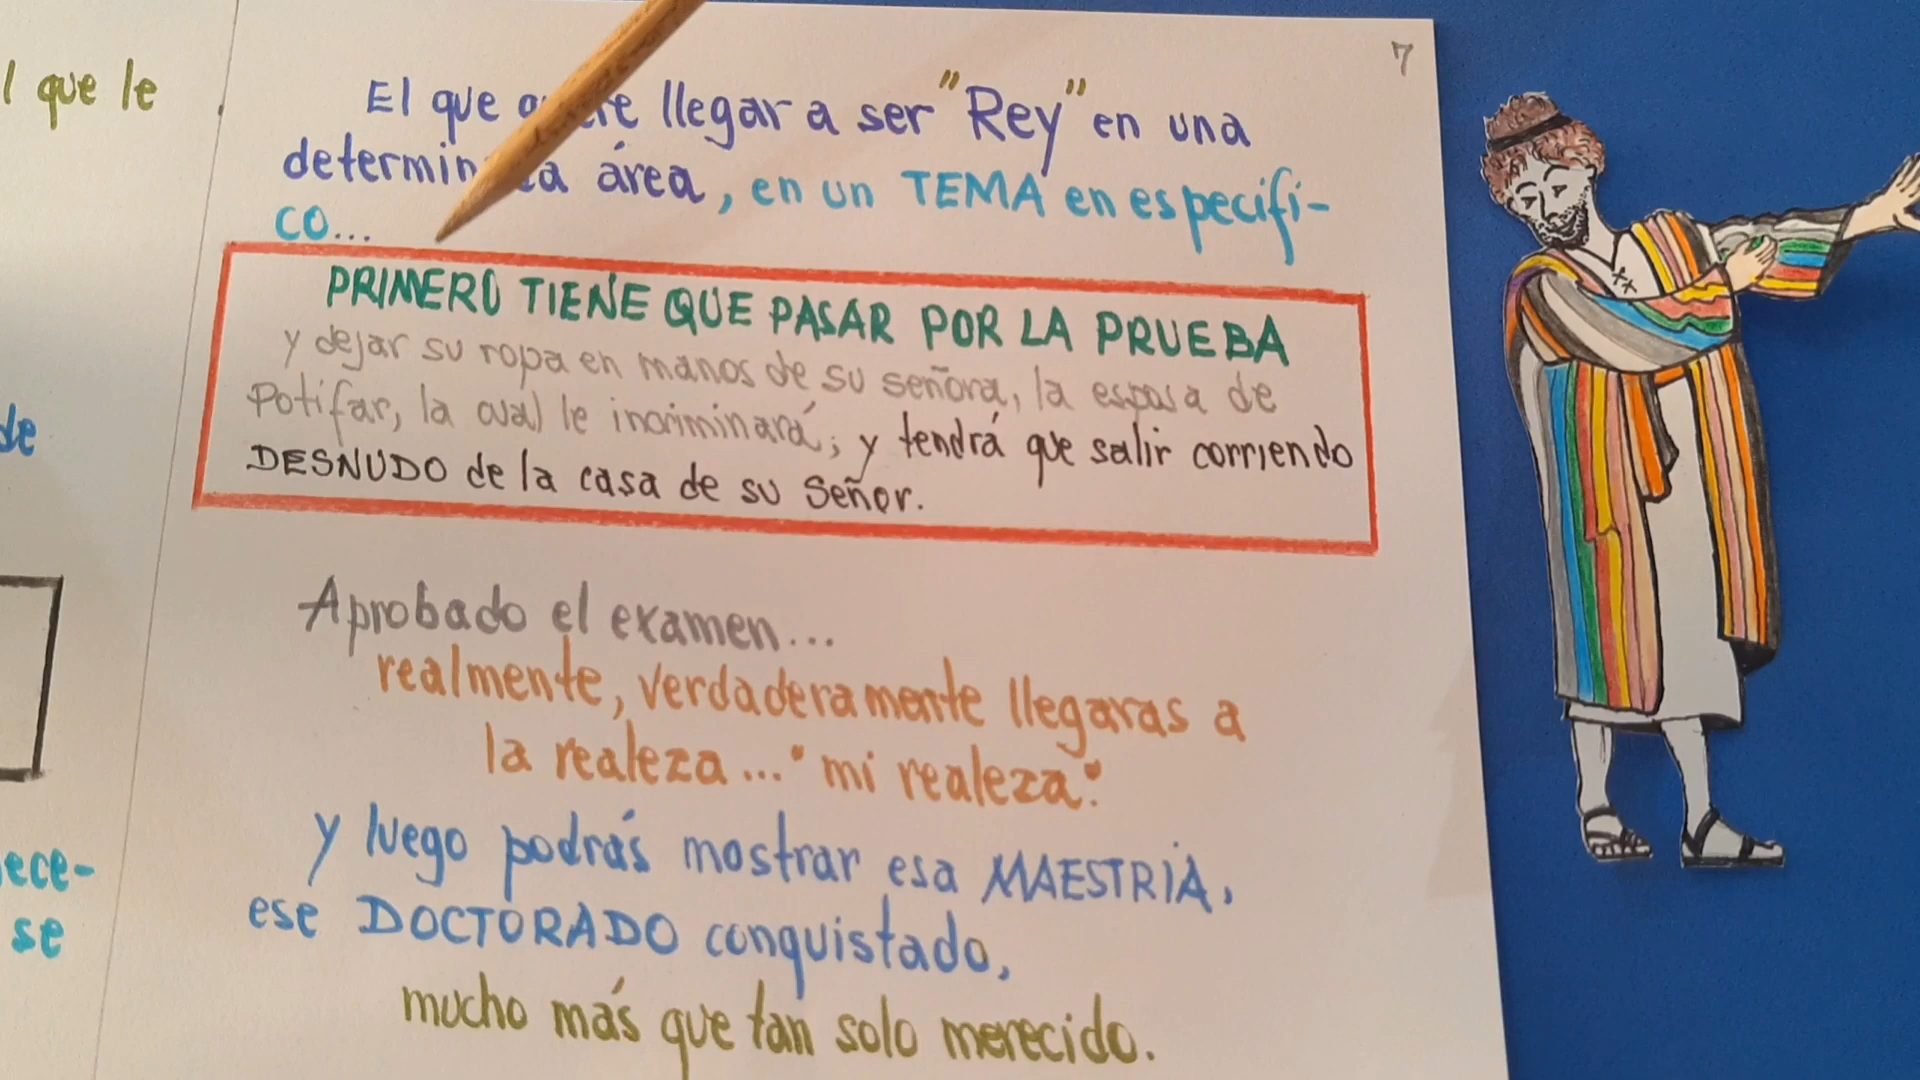 7
l que le
de
ece-
se
El que llegar a ser "Rey" en una
área, en un TEMA en específi-
co...
PRIMERO TIENE QUE PASAR POR LA PRUEBA
y dejar su ropa en manos de su señora, la esposa de
Potifar, la cual le incriminará; y tendrá que salir corriendo
DESNUDO de la casa de su Señor.
Aprobado el examen...
realmente, verdaderamente llegaras a
la realeza... "mi realeza".
y luego podrás mostrar esa MAESTRÍA,
ese DOCTORADO conquistado,
mucho más que tan solo merecido.